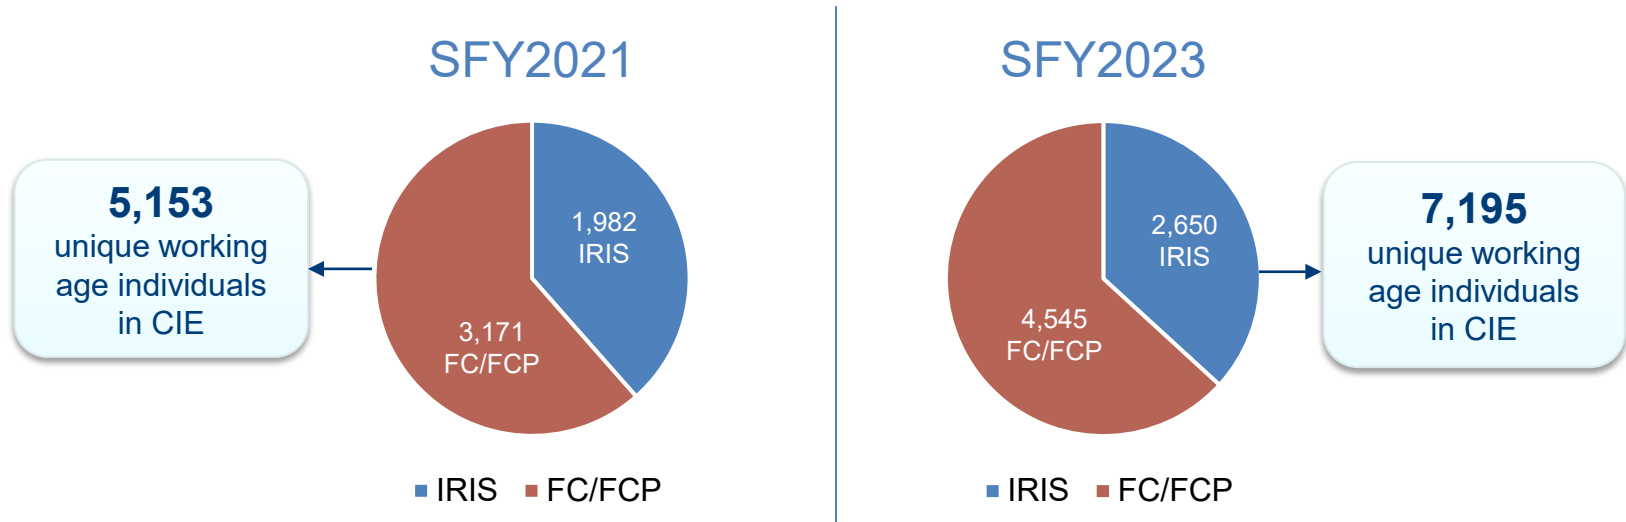 SFY2021
5,153
unique working
age individuals
in CIE
1,982
IRIS
3,171
FC/FCP
IRIS
FC/FCP
SFY2023
2,650
IRIS
4,545
FC/FCP
7,195
unique working
age individuals
in CIE
IRIS
FC/FCP